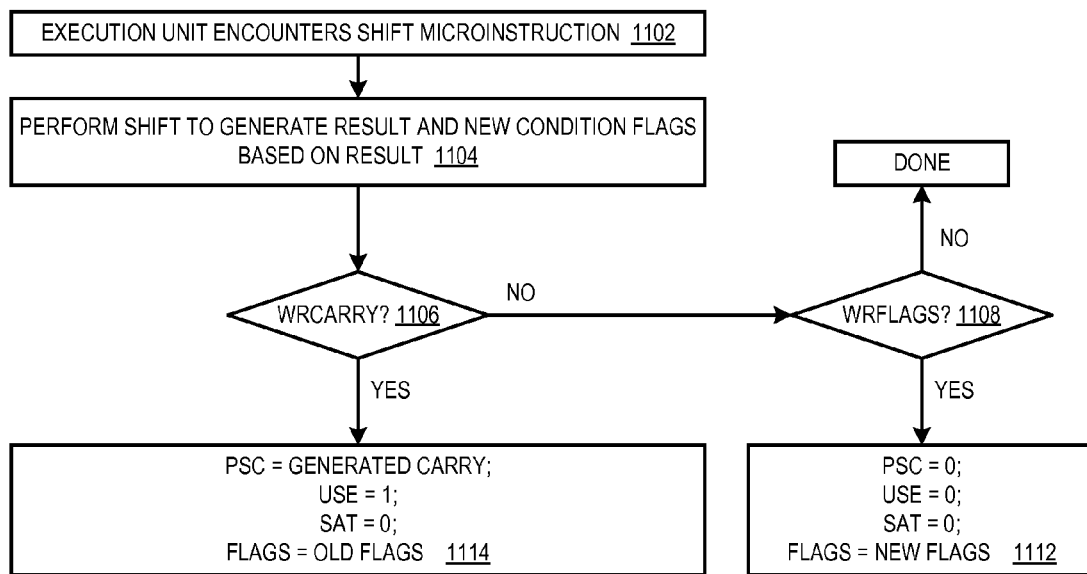 EXECUTION UNIT ENCOUNTERS SHIFT MICROINSTRUCTION 1102
PERFORM SHIFT TO GENERATE RESULT AND NEW CONDITION FLAGS
BASED ON RESULT 1104
DONE
NO
WRCARRY? 1106
NO
WRFLAGS? 1108
YES
YES
PSC = GENERATED CARRY;
USE = 1;
SAT = 0;
FLAGS = OLD FLAGS 1114
PSC = 0;
USE = 0;
SAT = 0;
FLAGS = NEW FLAGS 1112